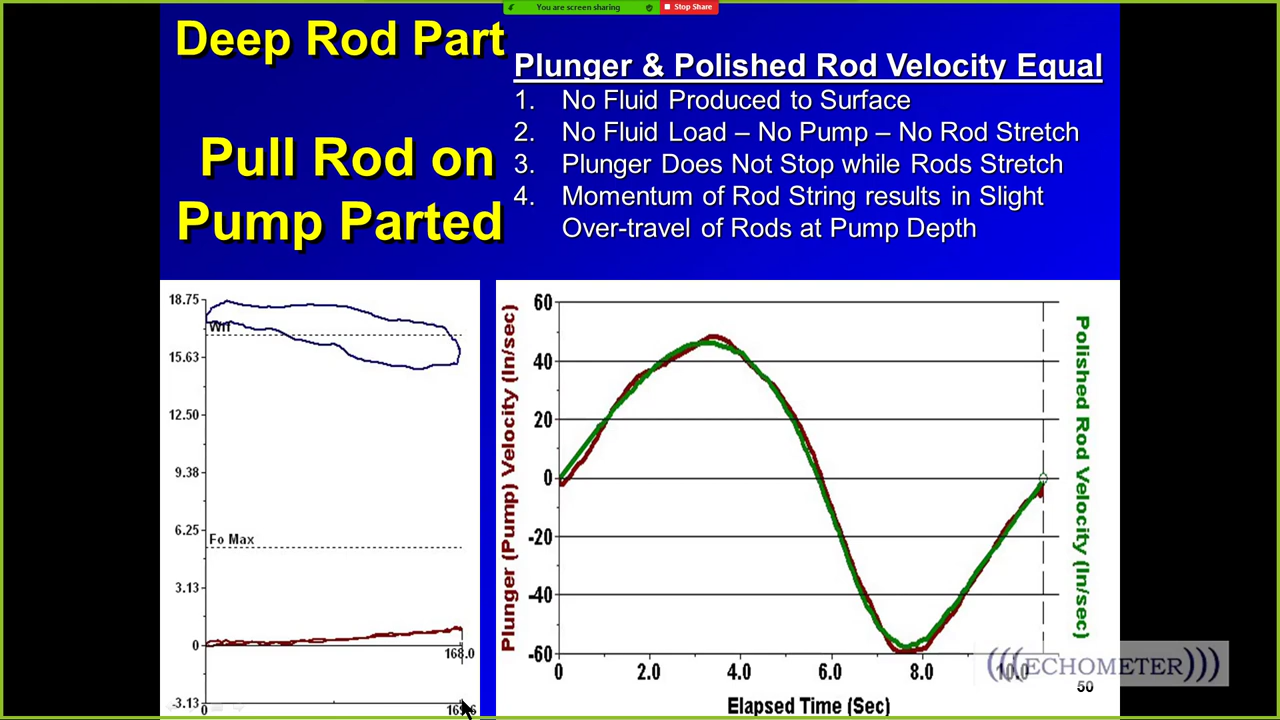 You are screen sharing
Stop Share
Deep Rod Part
Pull Rod on
Pump Parted
Plunger & Polished Rod Velocity Equal
1. No Fluid Produced to Surface
2. No Fluid Load – No Pump – No Rod Stretch
3. Plunger Does Not Stop while Rods Stretch
4. Momentum of Rod String results in Slight
Over-travel of Rods at Pump Depth
18.75
Wrf
15.63
12.50
9.38
6.25
Fo Max
3.13
0
168.0
-3.13
0
Plunger (Pump) Velocity (In/sec)
60
40
20
0
-20
-40
-60
0 2.0 4.0 6.0 8.0 10.0
Elapsed Time (Sec)
Polished Rod Velocity (In/sec)
(((ECHOMETER)))
50